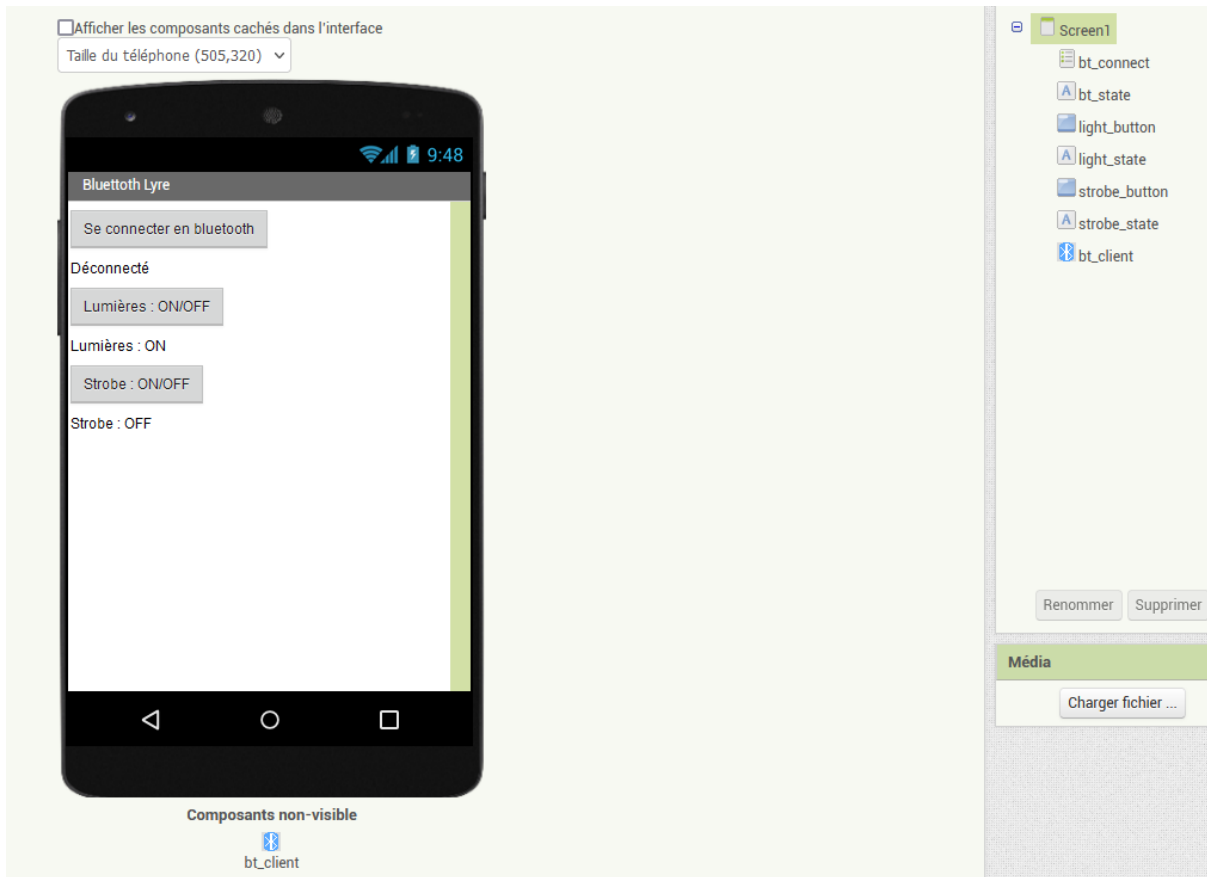 Afficher les composants cachés dans l'interface
Taille du téléphone (505,320)
9:48
Bluettoth Lyre
Se connecter en bluetooth
Déconnecté
Lumières : ON/OFF
Lumières : ON
Strobe : ON/OFF
Strobe : OFF
Composants non-visible
bt_client
Screen1
bt_connect
A bt_state
light_button
A light_state
strobe_button
A strobe_state
bt_client
Renommer Supprimer
Média
Charger fichier ...